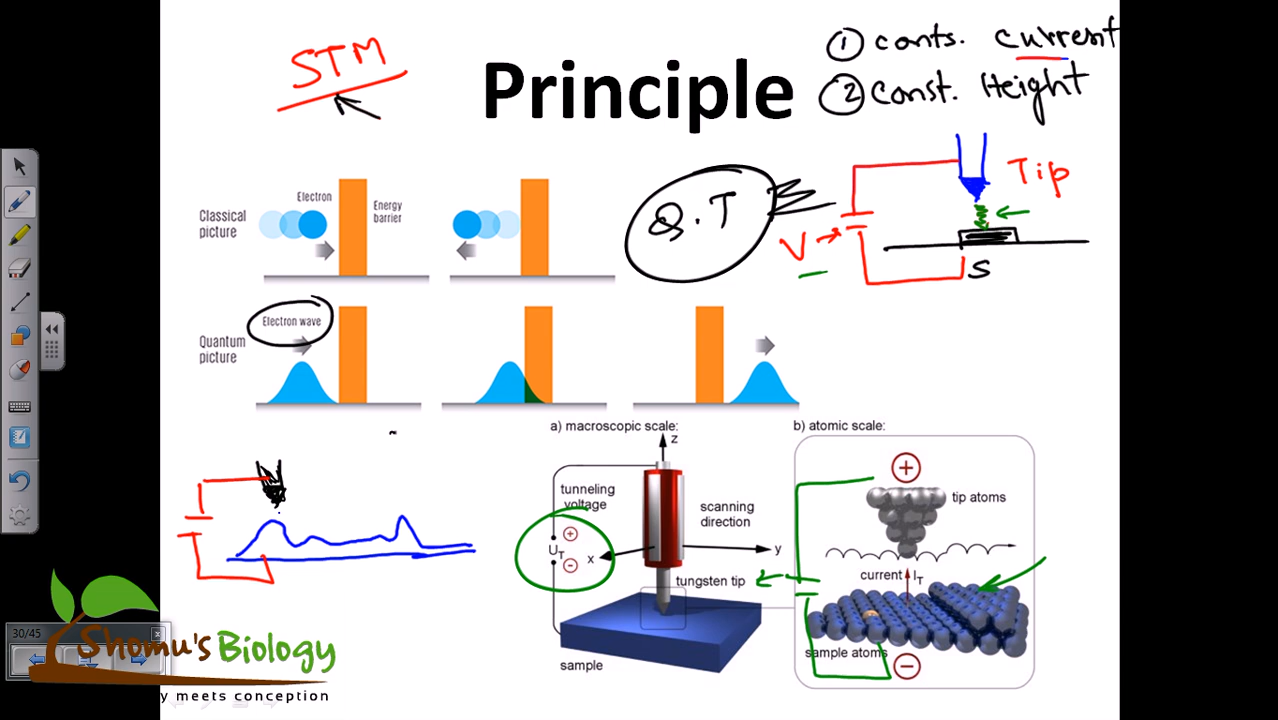 STM
Principle
① conts. current
② const. Height
Classical
picture
Electron
Energy
barrier
Q.T
Tip
V
S
Electron wave
Quantum
picture
a) macroscopic scale:
z
tunneling
voltage
+
U_T
−
x
scanning
direction
y
tungsten tip
sample
b) atomic scale:
+
tip atoms
current I_T
sample atoms
−
30/45
x
Shomu's Biology
y meets conception